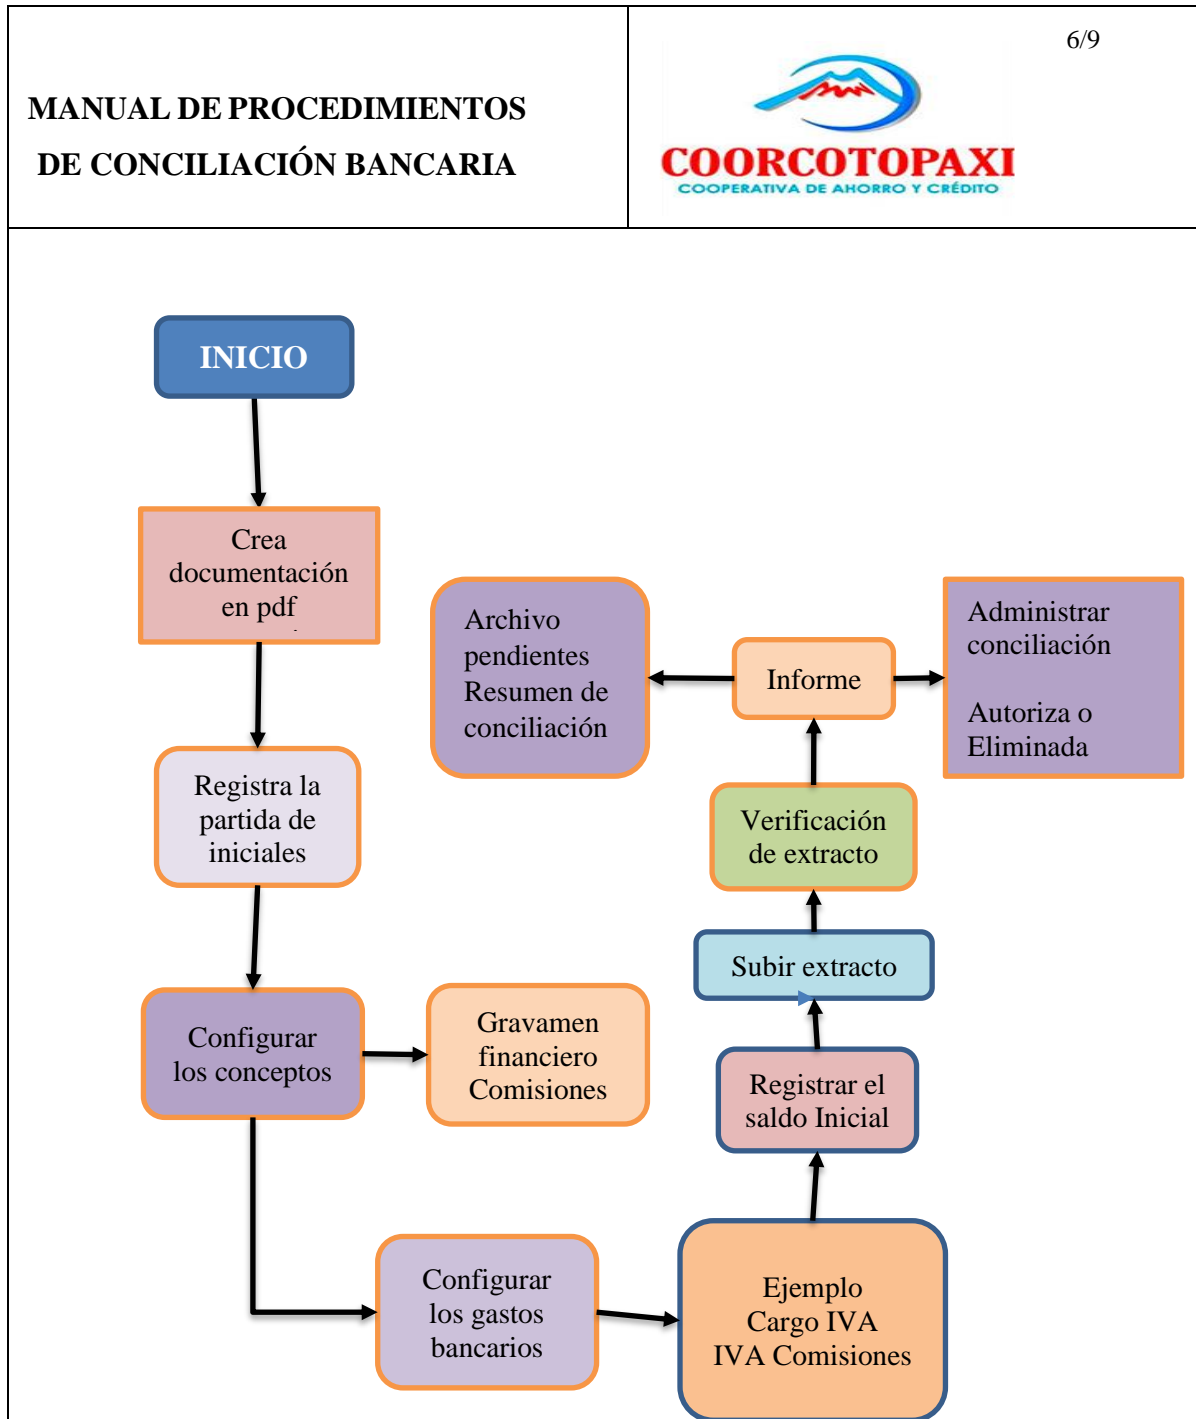 MANUAL DE PROCEDIMIENTOS
DE CONCILIACIÓN BANCARIA
6/9
COORCOTOPAXI
COOPERATIVA DE AHORRO Y CRÉDITO
INICIO
Crea
documentación
en pdf
Registra la
partida de
iniciales
Configurar
los conceptos
Gravamen
financiero
Comisiones
Configurar
los gastos
bancarios
Ejemplo
Cargo IVA
IVA Comisiones
Registrar el
saldo Inicial
Subir extracto
Verificación
de extracto
Informe
Archivo
pendientes
Resumen de
conciliación
Administrar
conciliación
Autoriza o
Eliminada